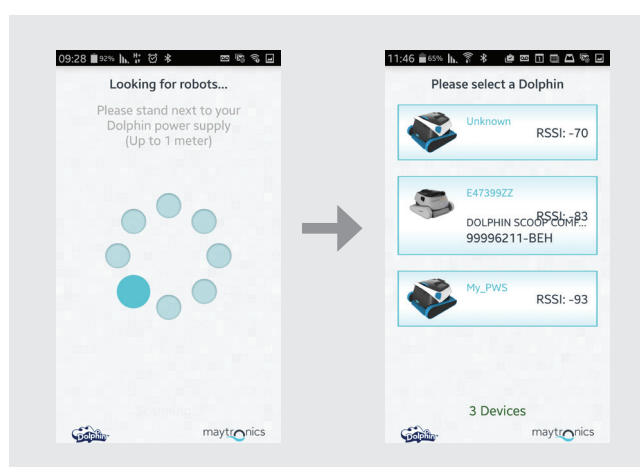 09:28 92% H+
Looking for robots...
Please stand next to your
Dolphin power supply
(Up to 1 meter)
Scanning
Dolphin
maytronics
11:46 65%
Please select a Dolphin
Unknown
RSSI: -70
E47399ZZ
RSSI: -83
DOLPHIN SCOOP COMF...
99996211-BEH
My_PWS
RSSI: -93
3 Devices
Dolphin
maytronics